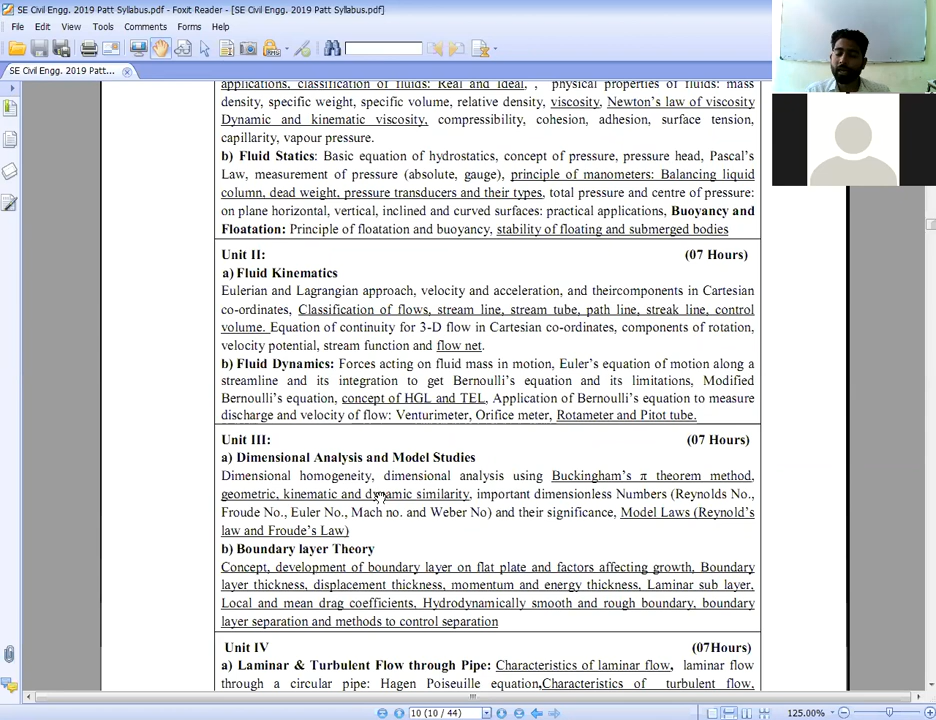 SE Civil Engg. 2019 Patt Syllabus.pdf - Foxit Reader - [SE Civil Engg. 2019 Patt Syllabus.pdf]
File Edit View Tools Comments Forms Help
SE Civil Engg. 2019 Patt...
applications, classification of fluids: Real and Ideal, , physical properties of fluids: mass
density, specific weight, specific volume, relative density, viscosity, Newton's law of viscosity
Dynamic and kinematic viscosity, compressibility, cohesion, adhesion, surface tension,
capillarity, vapour pressure.
b) Fluid Statics: Basic equation of hydrostatics, concept of pressure, pressure head, Pascal's
Law, measurement of pressure (absolute, gauge), principle of manometers: Balancing liquid
column, dead weight, pressure transducers and their types, total pressure and centre of pressure:
on plane horizontal, vertical, inclined and curved surfaces: practical applications, Buoyancy and
Floatation: Principle of floatation and buoyancy, stability of floating and submerged bodies
Unit II: (07 Hours)
a) Fluid Kinematics
Eulerian and Lagrangian approach, velocity and acceleration, and theircomponents in Cartesian
co-ordinates, Classification of flows, stream line, stream tube, path line, streak line, control
volume. Equation of continuity for 3-D flow in Cartesian co-ordinates, components of rotation,
velocity potential, stream function and flow net.
b) Fluid Dynamics: Forces acting on fluid mass in motion, Euler's equation of motion along a
streamline and its integration to get Bernoulli's equation and its limitations, Modified
Bernoulli's equation, concept of HGL and TEL, Application of Bernoulli's equation to measure
discharge and velocity of flow: Venturimeter, Orifice meter, Rotameter and Pitot tube.
Unit III: (07 Hours)
a) Dimensional Analysis and Model Studies
Dimensional homogeneity, dimensional analysis using Buckingham's π theorem method,
geometric, kinematic and dynamic similarity, important dimensionless Numbers (Reynolds No.,
Froude No., Euler No., Mach no. and Weber No) and their significance, Model Laws (Reynold's
law and Froude's Law)
b) Boundary layer Theory
Concept, development of boundary layer on flat plate and factors affecting growth, Boundary
layer thickness, displacement thickness, momentum and energy thickness, Laminar sub layer,
Local and mean drag coefficients, Hydrodynamically smooth and rough boundary, boundary
layer separation and methods to control separation
Unit IV (07Hours)
a) Laminar & Turbulent Flow through Pipe: Characteristics of laminar flow, laminar flow
through a circular pipe: Hagen Poiseuille equation,Characteristics of turbulent flow,
10 (10 / 44) 125.00%